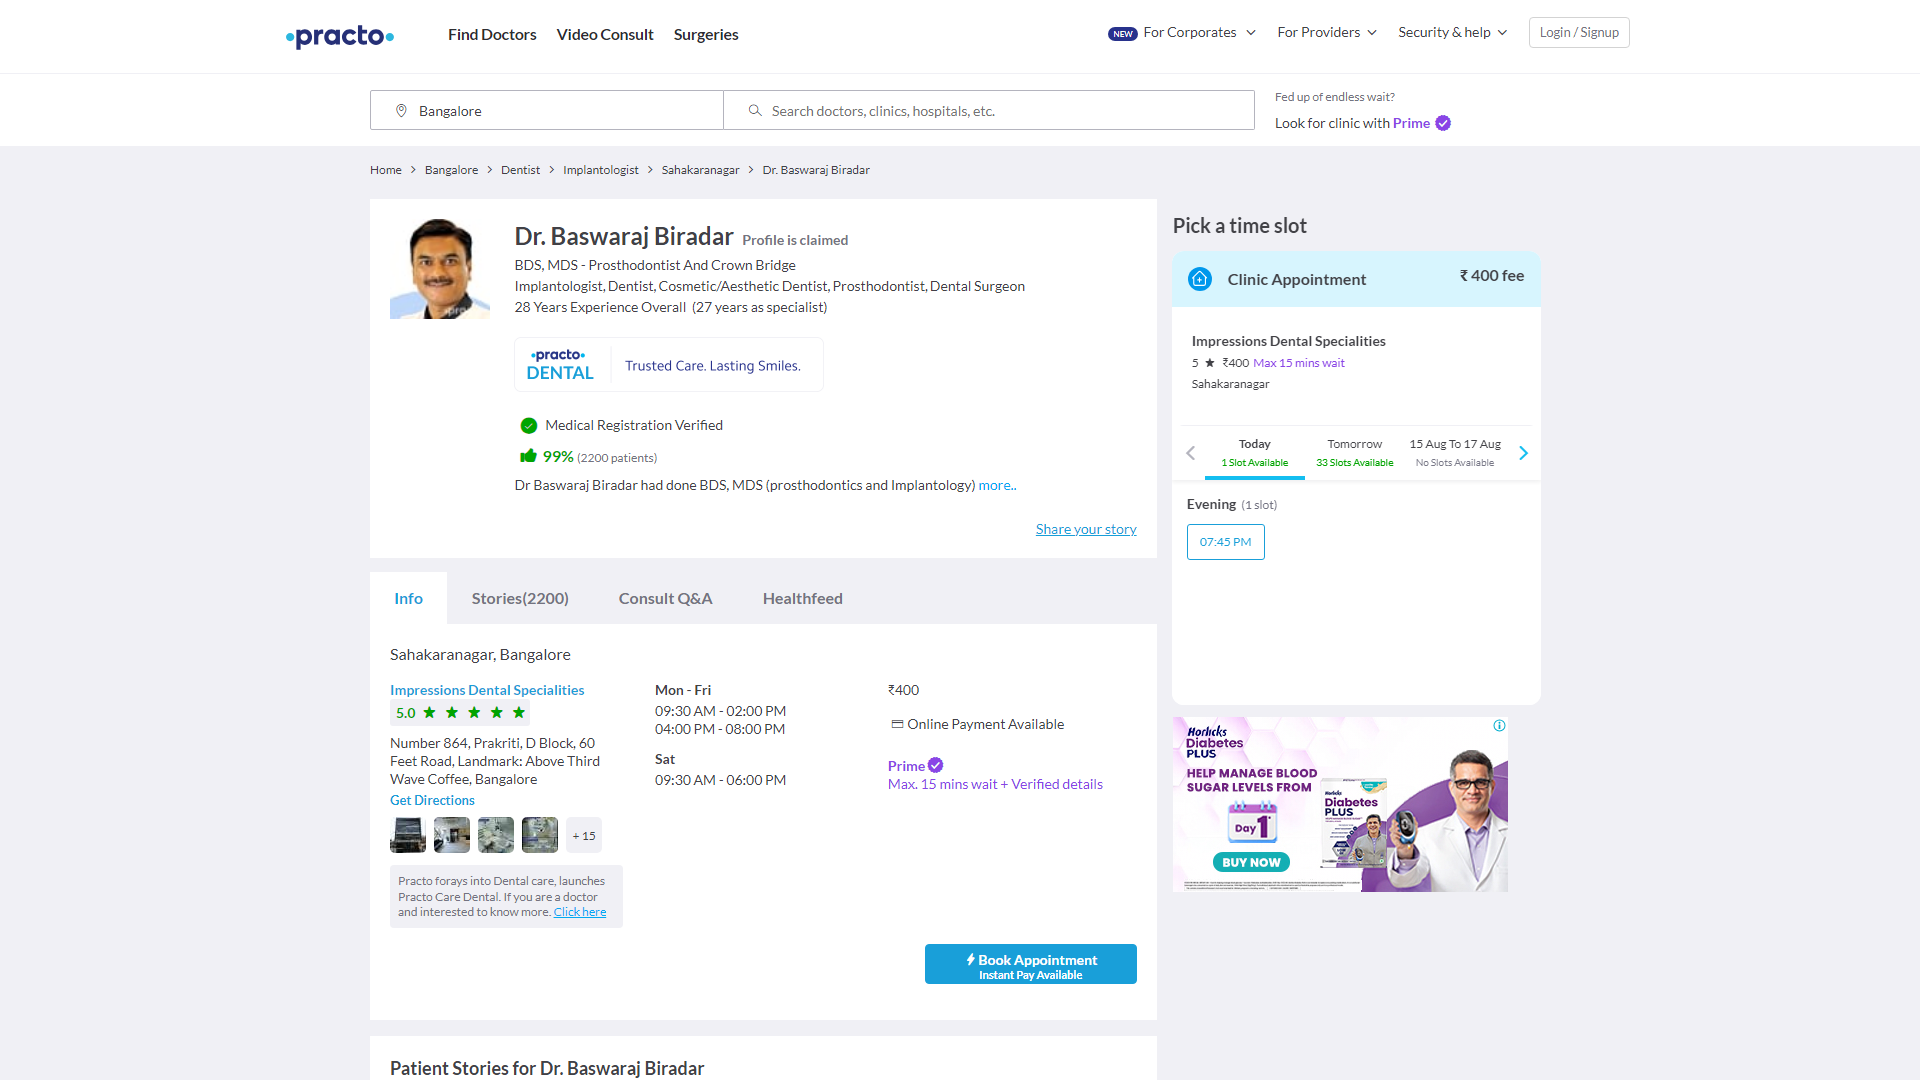 practo
Find Doctors
Video Consult
Surgeries
NEW For Corporates
For Providers
Security & help
Login / Signup
Bangalore
Search doctors, clinics, hospitals, etc.
Fed up of endless wait?
Look for clinic with Prime
Home > Bangalore > Dentist > Implantologist > Sahakaranagar > Dr. Baswaraj Biradar
Dr. Baswaraj Biradar Profile is claimed
BDS, MDS - Prosthodontist And Crown Bridge
Implantologist, Dentist, Cosmetic/Aesthetic Dentist, Prosthodontist, Dental Surgeon
28 Years Experience Overall (27 years as specialist)
practo
DENTAL
Trusted Care. Lasting Smiles.
Medical Registration Verified
99% (2200 patients)
Dr Baswaraj Biradar had done BDS, MDS (prosthodontics and Implantology) more..
Share your story
Info
Stories(2200)
Consult Q&A
Healthfeed
Sahakaranagar, Bangalore
Impressions Dental Specialities
5.0
Number 864, Prakriti, D Block, 60
Feet Road, Landmark: Above Third
Wave Coffee, Bangalore
Get Directions
+ 15
Practo forays into Dental care, launches
Practo Care Dental. If you are a doctor
and interested to know more. Click here
Mon - Fri
09:30 AM - 02:00 PM
04:00 PM - 08:00 PM
Sat
09:30 AM - 06:00 PM
₹400
Online Payment Available
Prime
Max. 15 mins wait + Verified details
Book Appointment
Instant Pay Available
Patient Stories for Dr. Baswaraj Biradar
Pick a time slot
Clinic Appointment
₹ 400 fee
Impressions Dental Specialities
5 ★ ₹400 Max 15 mins wait
Sahakaranagar
Today
1 Slot Available
Tomorrow
33 Slots Available
15 Aug To 17 Aug
No Slots Available
Evening (1 slot)
07:45 PM
Horlicks
Diabetes
PLUS
HELP MANAGE BLOOD
SUGAR LEVELS FROM
Day 1
BUY NOW
Horlicks
Diabetes
PLUS